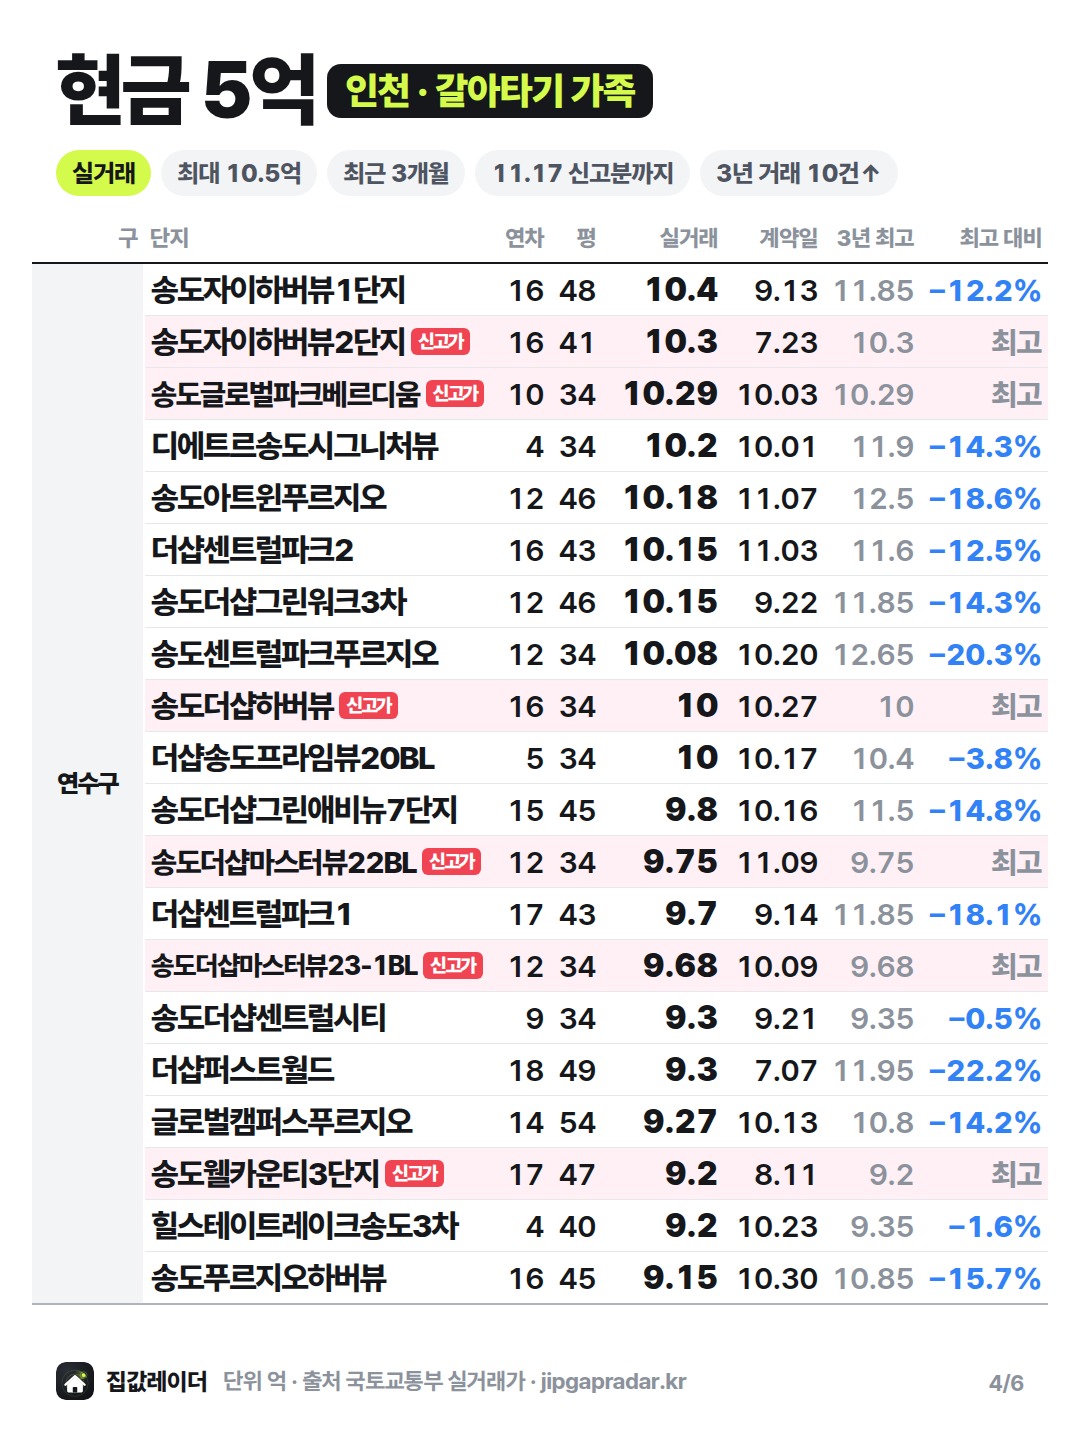 현금 5억 인천 · 갈아타기 가족
실거래 최대 10.5억 최근 3개월 11.17 신고분까지 3년 거래 10건↑
구 단지 연차 평 실거래 계약일 3년 최고 최고 대비
송도자이하버뷰1단지 16 48 10.4 9.13 11.85 −12.2%
송도자이하버뷰2단지 신고가 16 41 10.3 7.23 10.3 최고
송도글로벌파크베르디움 신고가 10 34 10.29 10.03 10.29 최고
디에트르송도시그니처뷰 4 34 10.2 10.01 11.9 −14.3%
송도아트윈푸르지오 12 46 10.18 11.07 12.5 −18.6%
더샵센트럴파크2 16 43 10.15 11.03 11.6 −12.5%
송도더샵그린워크3차 12 46 10.15 9.22 11.85 −14.3%
송도센트럴파크푸르지오 12 34 10.08 10.20 12.65 −20.3%
송도더샵하버뷰 신고가 16 34 10 10.27 10 최고
더샵송도프라임뷰20BL 5 34 10 10.17 10.4 −3.8%
연수구
송도더샵그린애비뉴7단지 15 45 9.8 10.16 11.5 −14.8%
송도더샵마스터뷰22BL 신고가 12 34 9.75 11.09 9.75 최고
더샵센트럴파크1 17 43 9.7 9.14 11.85 −18.1%
송도더샵마스터뷰23-1BL 신고가 12 34 9.68 10.09 9.68 최고
송도더샵센트럴시티 9 34 9.3 9.21 9.35 −0.5%
더샵퍼스트월드 18 49 9.3 7.07 11.95 −22.2%
글로벌캠퍼스푸르지오 14 54 9.27 10.13 10.8 −14.2%
송도웰카운티3단지 신고가 17 47 9.2 8.11 9.2 최고
힐스테이트레이크송도3차 4 40 9.2 10.23 9.35 −1.6%
송도푸르지오하버뷰 16 45 9.15 10.30 10.85 −15.7%
집값레이더 단위 억 · 출처 국토교통부 실거래가 · jipgapradar.kr 4/6